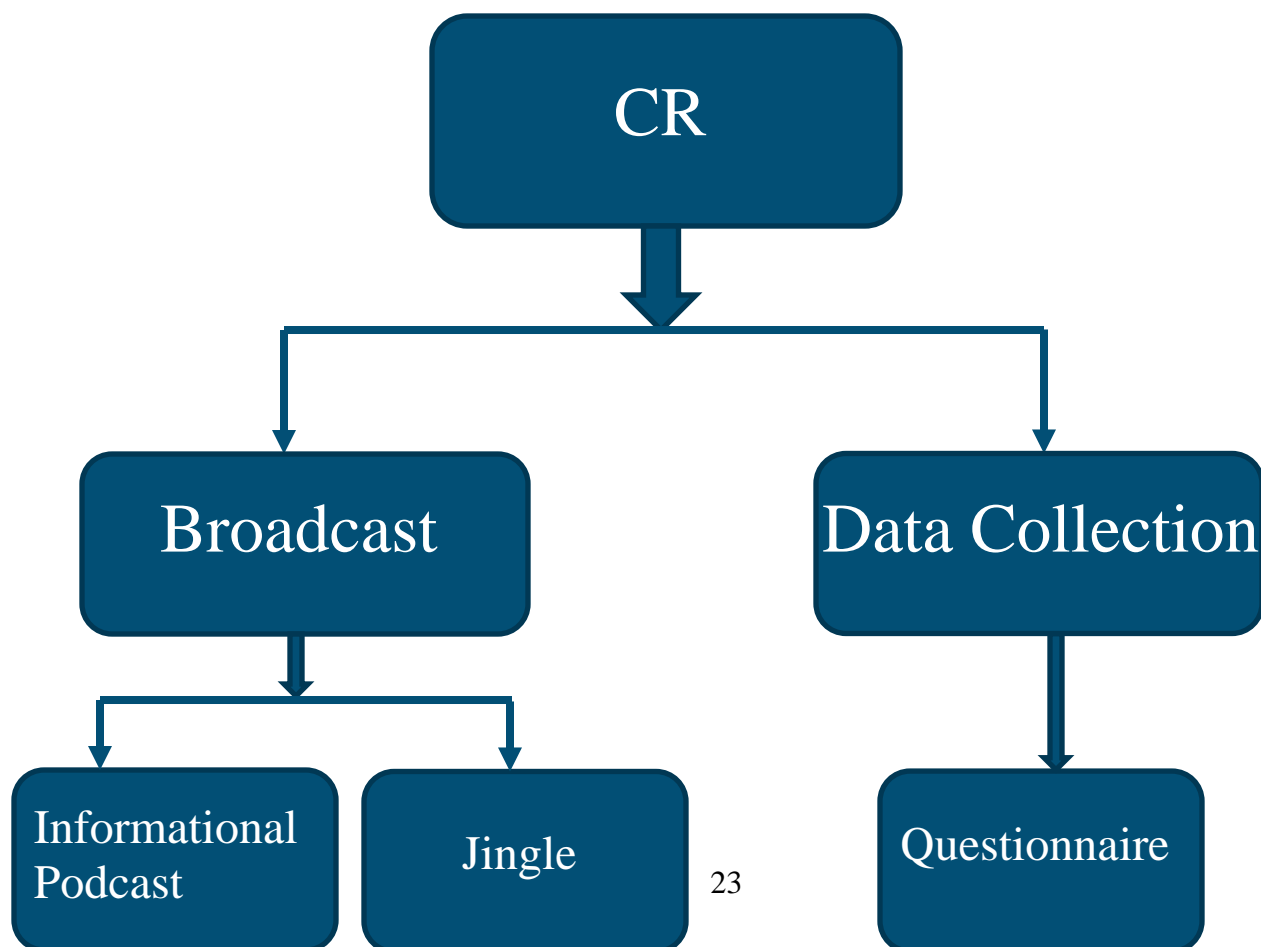 CR
Broadcast
Data Collection
Informational
Podcast
Jingle
Questionnaire
23